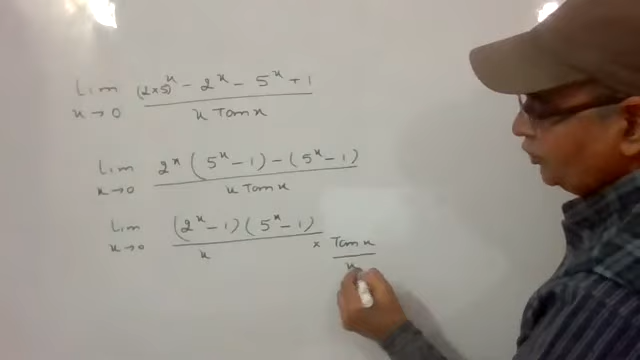 Lim x→0 ((2×5)^x - 2^x - 5^x + 1) / (x Tan x)
Lim x→0 (2^x (5^x - 1) - (5^x - 1)) / (x Tan x)
Lim x→0 ((2^x - 1)(5^x - 1)) / x × Tan x / x